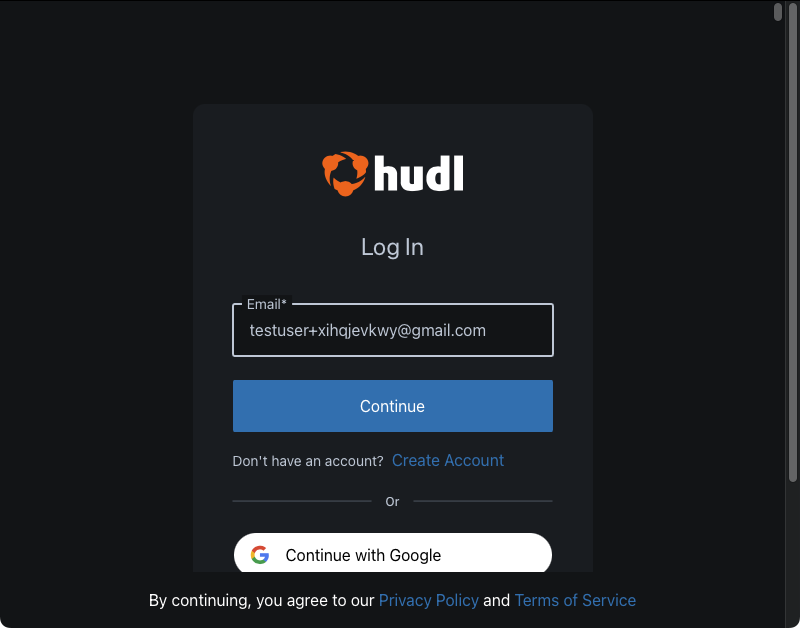 hudl
Log In
Email*
testuser+xihqjevkwy@gmail.com
Continue
Don't have an account? Create Account
Or
Continue with Google
By continuing, you agree to our Privacy Policy and Terms of Service